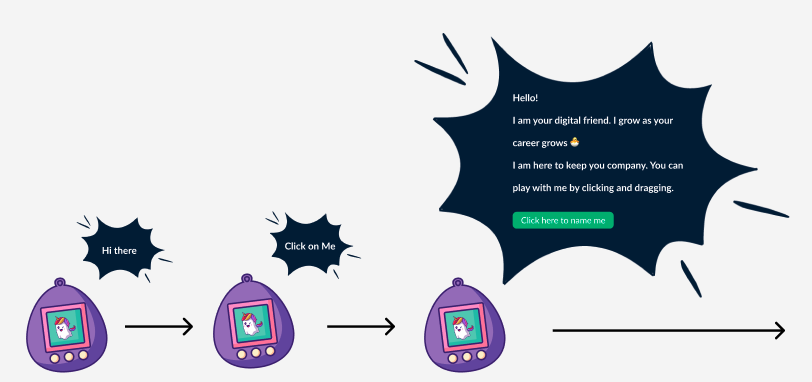 Hi there
Click on Me
Hello!
I am your digital friend. I grow as your
career grows 🐣
I am here to keep you company. You can
play with me by clicking and dragging.
Click here to name me